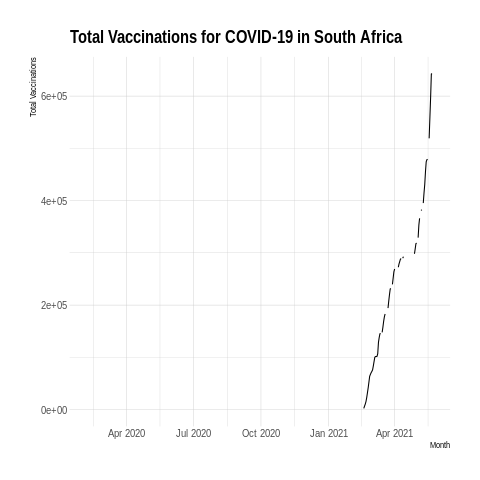 Total Vaccinations for COVID-19 in South Africa
Total Vaccinations
6e+05
4e+05
2e+05
0e+00
Apr 2020 Jul 2020 Oct 2020 Jan 2021 Apr 2021
Month